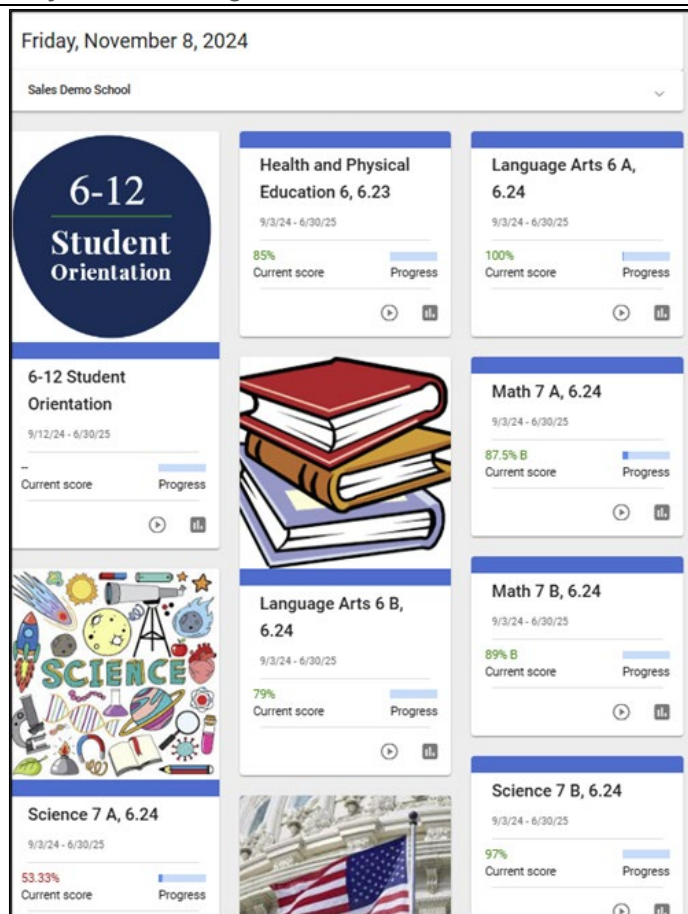 Friday, November 8, 2024
Sales Demo School
6-12
Student
Orientation
6-12 Student
Orientation
9/12/24 - 6/30/25
--
Current score Progress
SCIENCE
Science 7 A, 6.24
9/3/24 - 6/30/25
53.33%
Current score Progress
Health and Physical
Education 6, 6.23
9/3/24 - 6/30/25
85%
Current score Progress
Language Arts 6 B,
6.24
9/3/24 - 6/30/25
79%
Current score Progress
Language Arts 6 A,
6.24
9/3/24 - 6/30/25
100%
Current score Progress
Math 7 A, 6.24
9/3/24 - 6/30/25
87.5% B
Current score Progress
Math 7 B, 6.24
9/3/24 - 6/30/25
89% B
Current score Progress
Science 7 B, 6.24
9/3/24 - 6/30/25
97%
Current score Progress